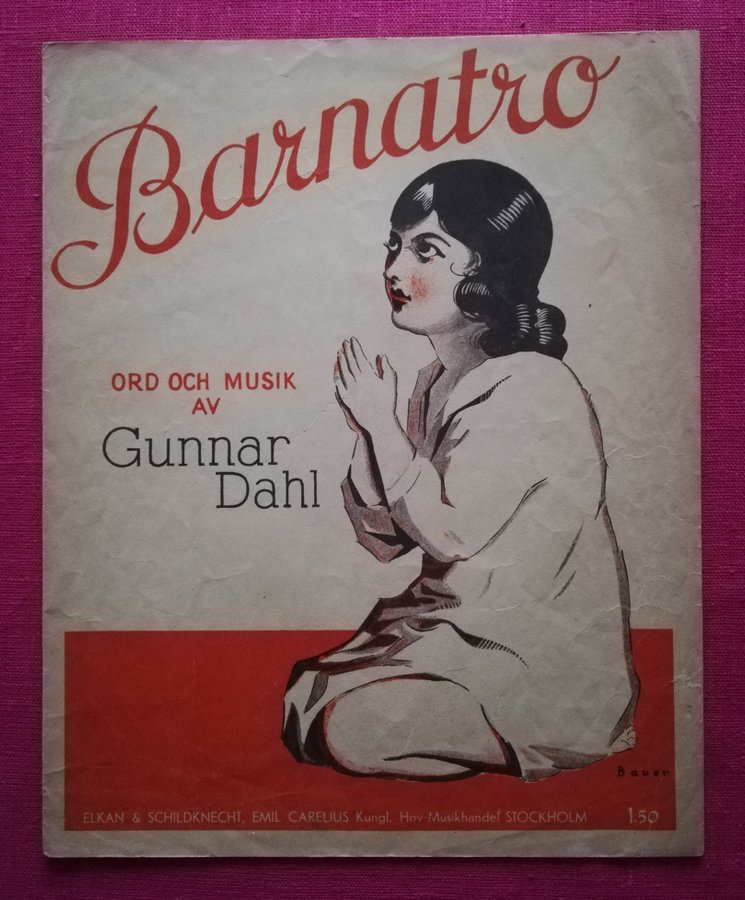 Barnatro
ORD OCH MUSIK
AV
Gunnar
Dahl
Bauer
ELKAN & SCHILDKNECHT, EMIL CARELIUS Kungl. Hov-Musikhandel STOCKHOLM 1:50